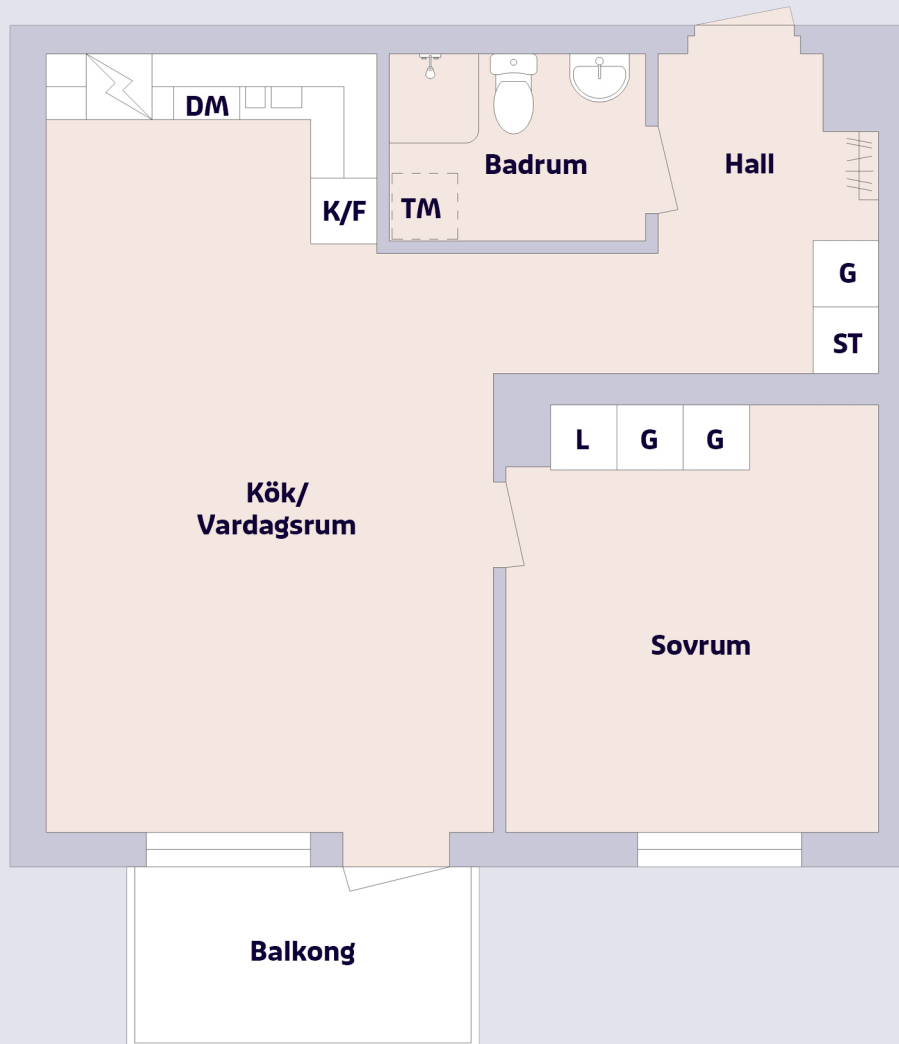 DM
Badrum
Hall
TM
K/F
G
ST
L
G
G
Kök/
Vardagsrum
Sovrum
Balkong